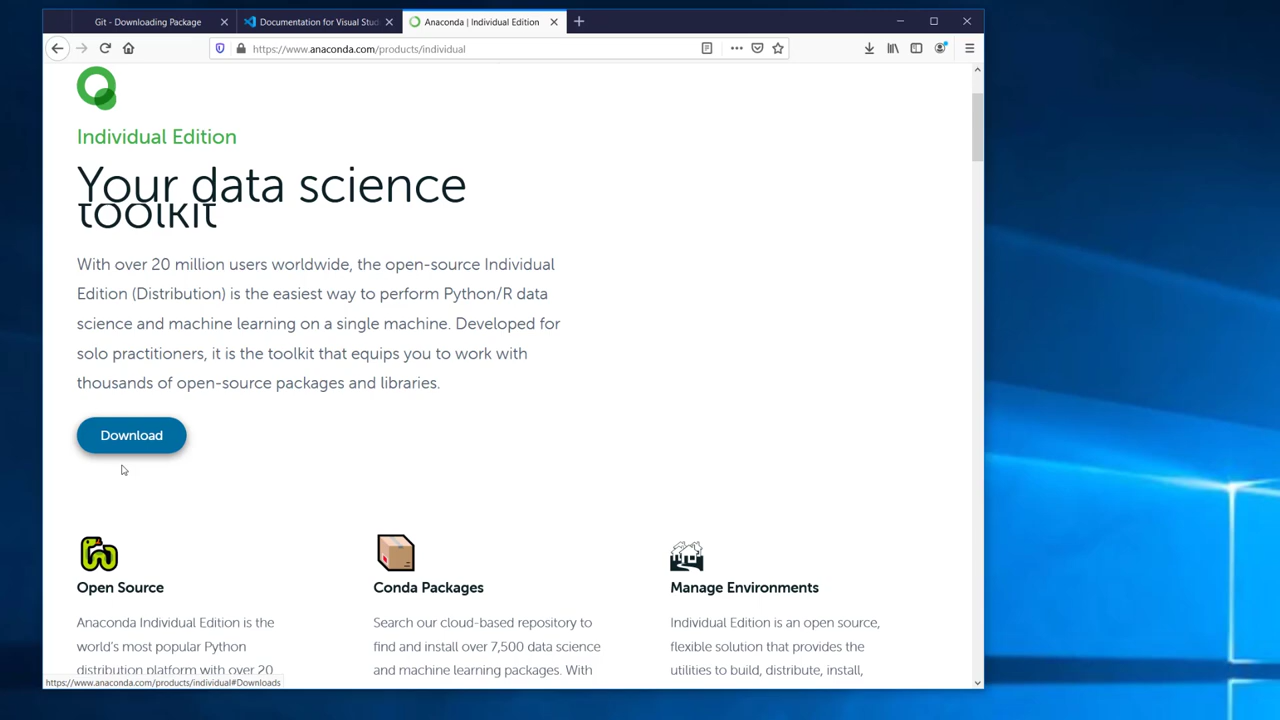 Git - Downloading Package
Documentation for Visual Stud
Anaconda | Individual Edition
https://www.anaconda.com/products/individual
Individual Edition
Your data science
toolkit
With over 20 million users worldwide, the open-source Individual
Edition (Distribution) is the easiest way to perform Python/R data
science and machine learning on a single machine. Developed for
solo practitioners, it is the toolkit that equips you to work with
thousands of open-source packages and libraries.
Download
Open Source
Anaconda Individual Edition is the
world's most popular Python
distribution platform with over 20
Conda Packages
Search our cloud-based repository to
find and install over 7,500 data science
and machine learning packages. With
Manage Environments
Individual Edition is an open source,
flexible solution that provides the
utilities to build, distribute, install,
https://www.anaconda.com/products/individual#Downloads